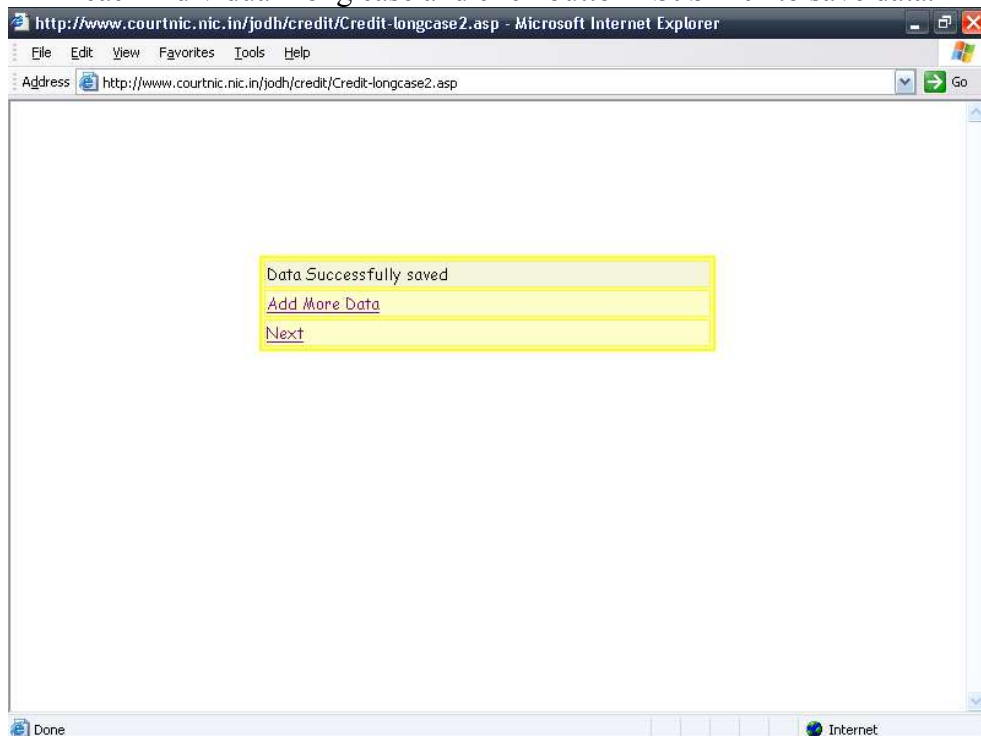 http://www.courtnic.nic.in/jodh/credit/Credit-longcase2.asp - Microsoft Internet Explorer
File Edit View Favorites Tools Help
Address http://www.courtnic.nic.in/jodh/credit/Credit-longcase2.asp Go
Data Successfully saved
Add More Data
Next
Done Internet